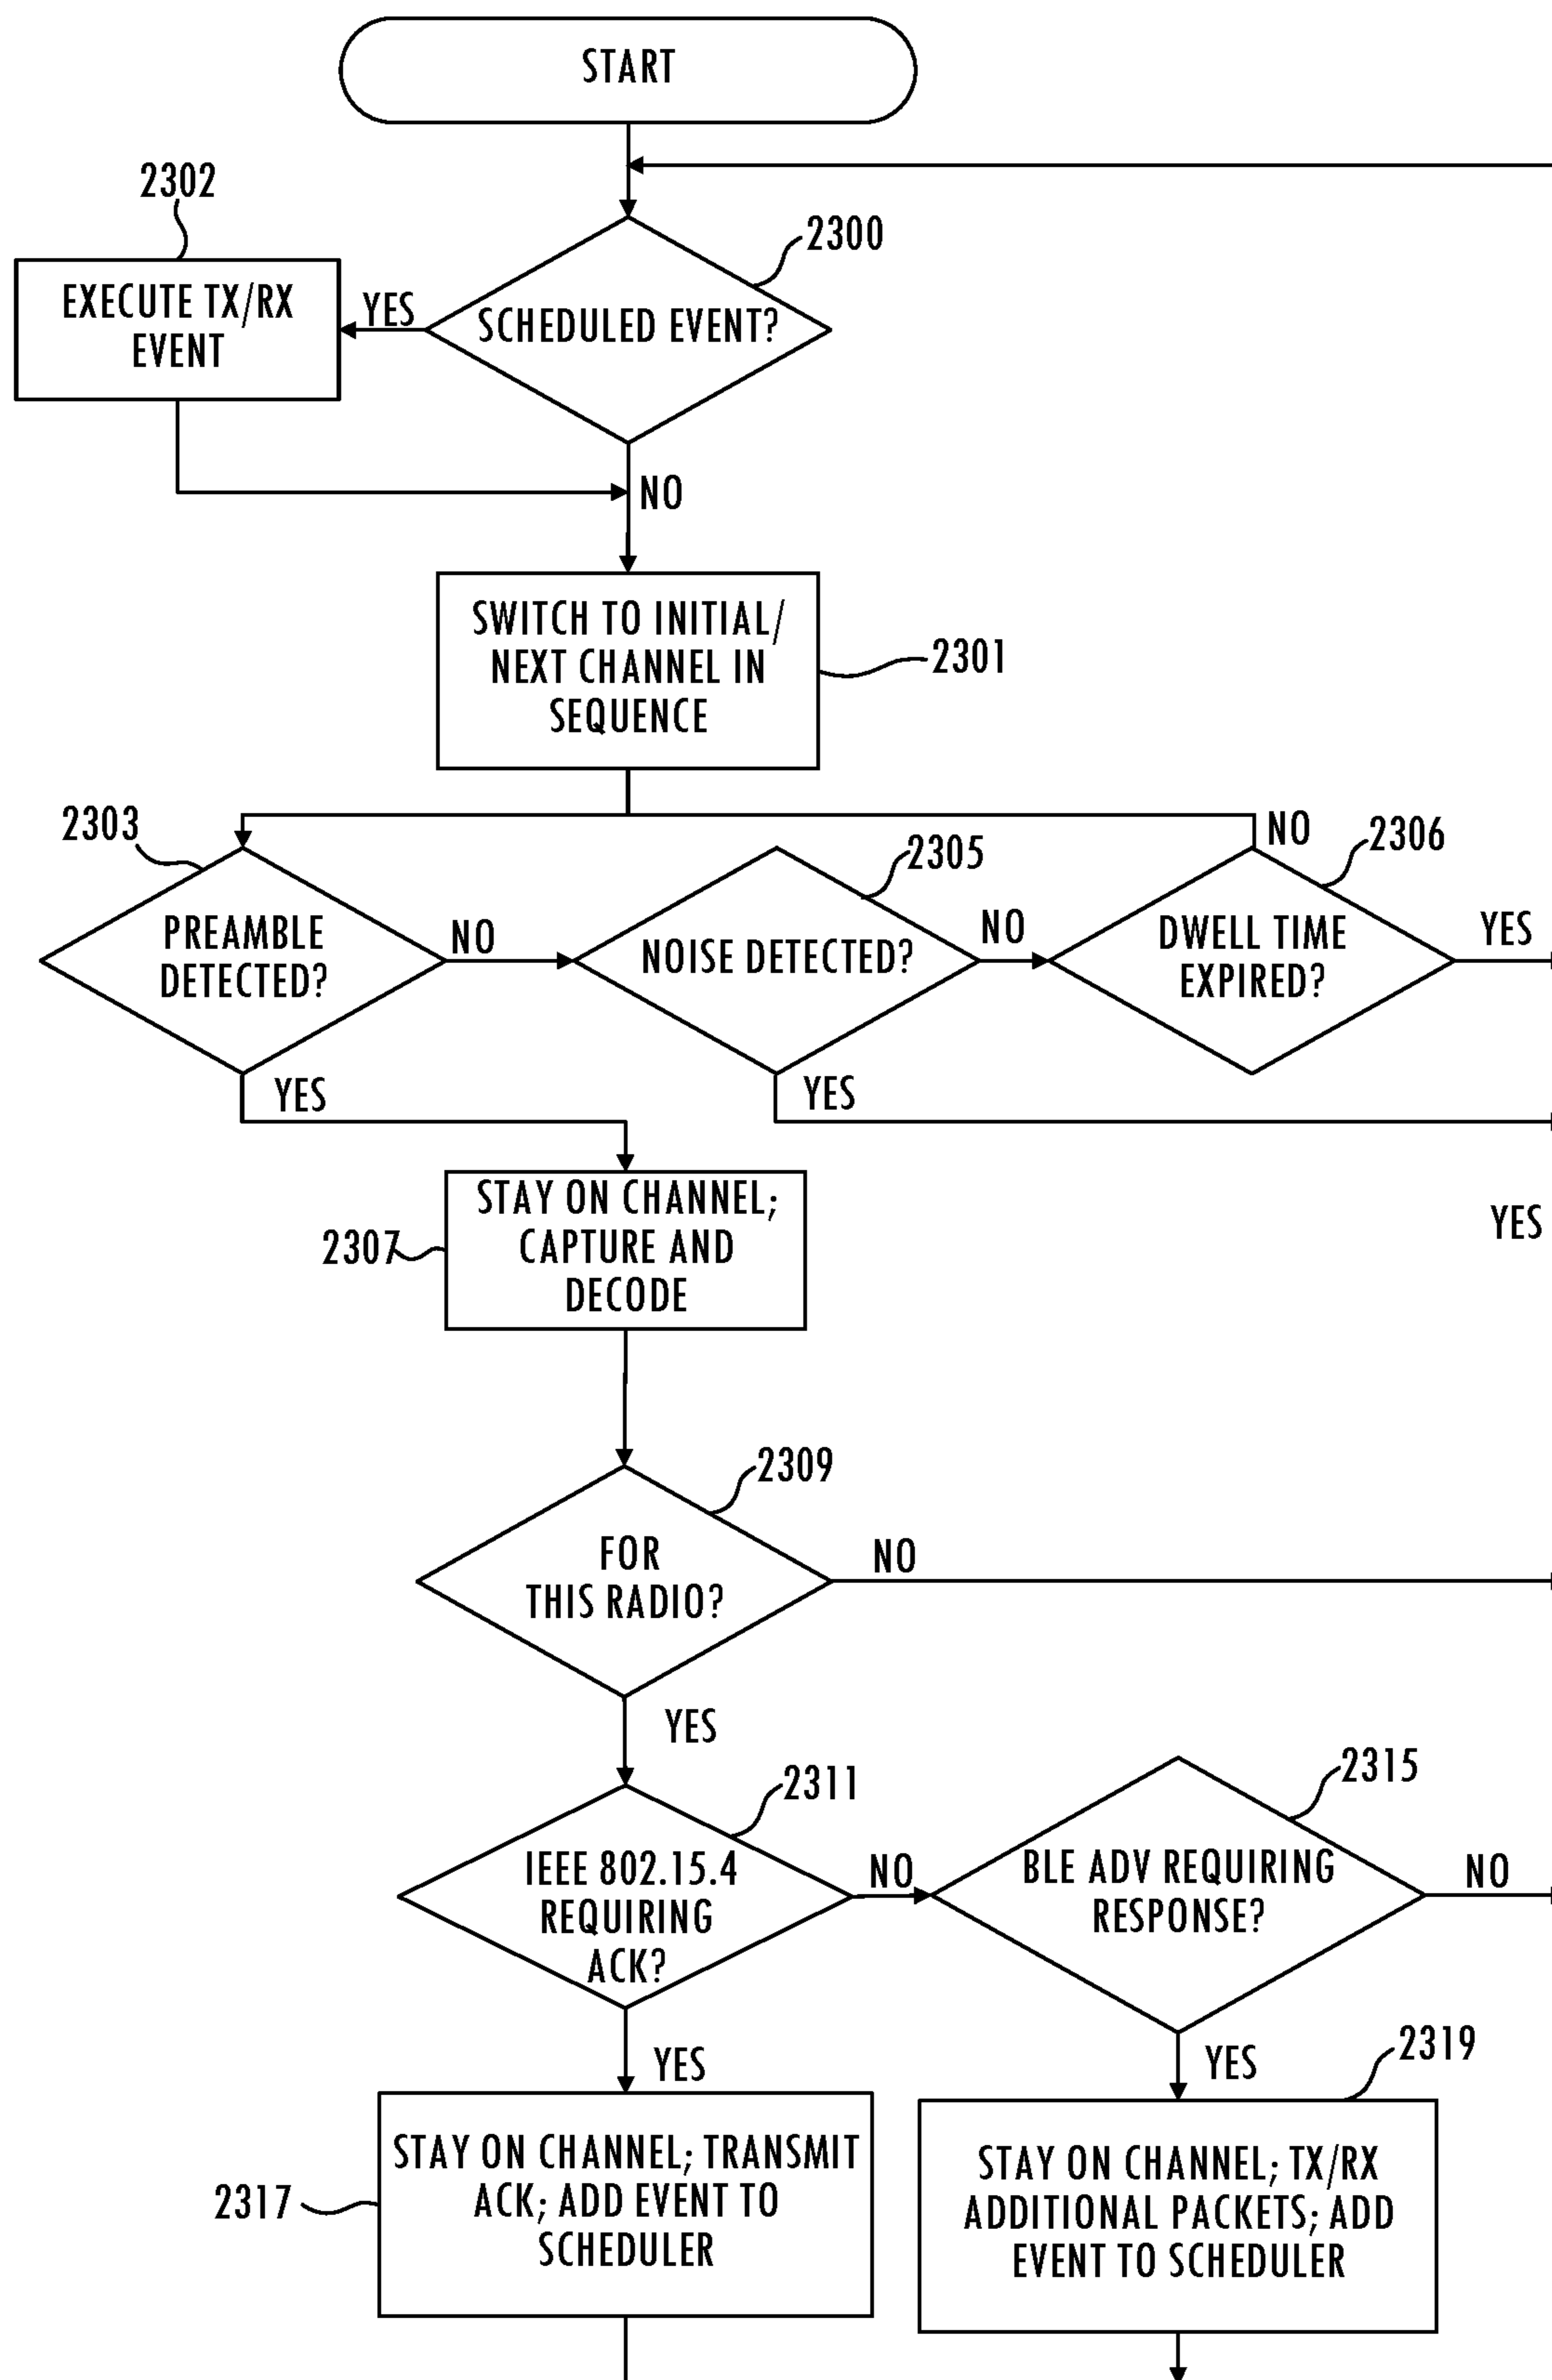 START
2302
2300
EXECUTE TX/RX
EVENT
YES
SCHEDULED EVENT?
NO
SWITCH TO INITIAL/
NEXT CHANNEL IN
SEQUENCE
2301
2303
2305
NO
2306
PREAMBLE
DETECTED?
NO
NOISE DETECTED?
NO
DWELL TIME
EXPIRED?
YES
YES
YES
STAY ON CHANNEL;
CAPTURE AND
DECODE
2307
YES
2309
FOR
THIS RADIO?
NO
YES
2311
2315
IEEE 802.15.4
REQUIRING
ACK?
NO
BLE ADV REQUIRING
RESPONSE?
NO
YES
YES
2319
STAY ON CHANNEL; TRANSMIT
ACK; ADD EVENT TO
SCHEDULER
2317
STAY ON CHANNEL; TX/RX
ADDITIONAL PACKETS; ADD
EVENT TO SCHEDULER